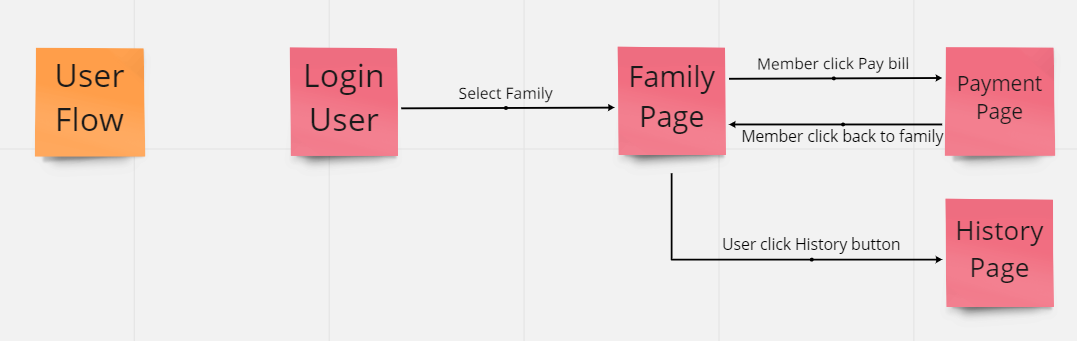 User
Flow
Login
User
Select Family
Family
Page
Member click Pay bill
Member click back to family
Payment
Page
User click History button
History
Page